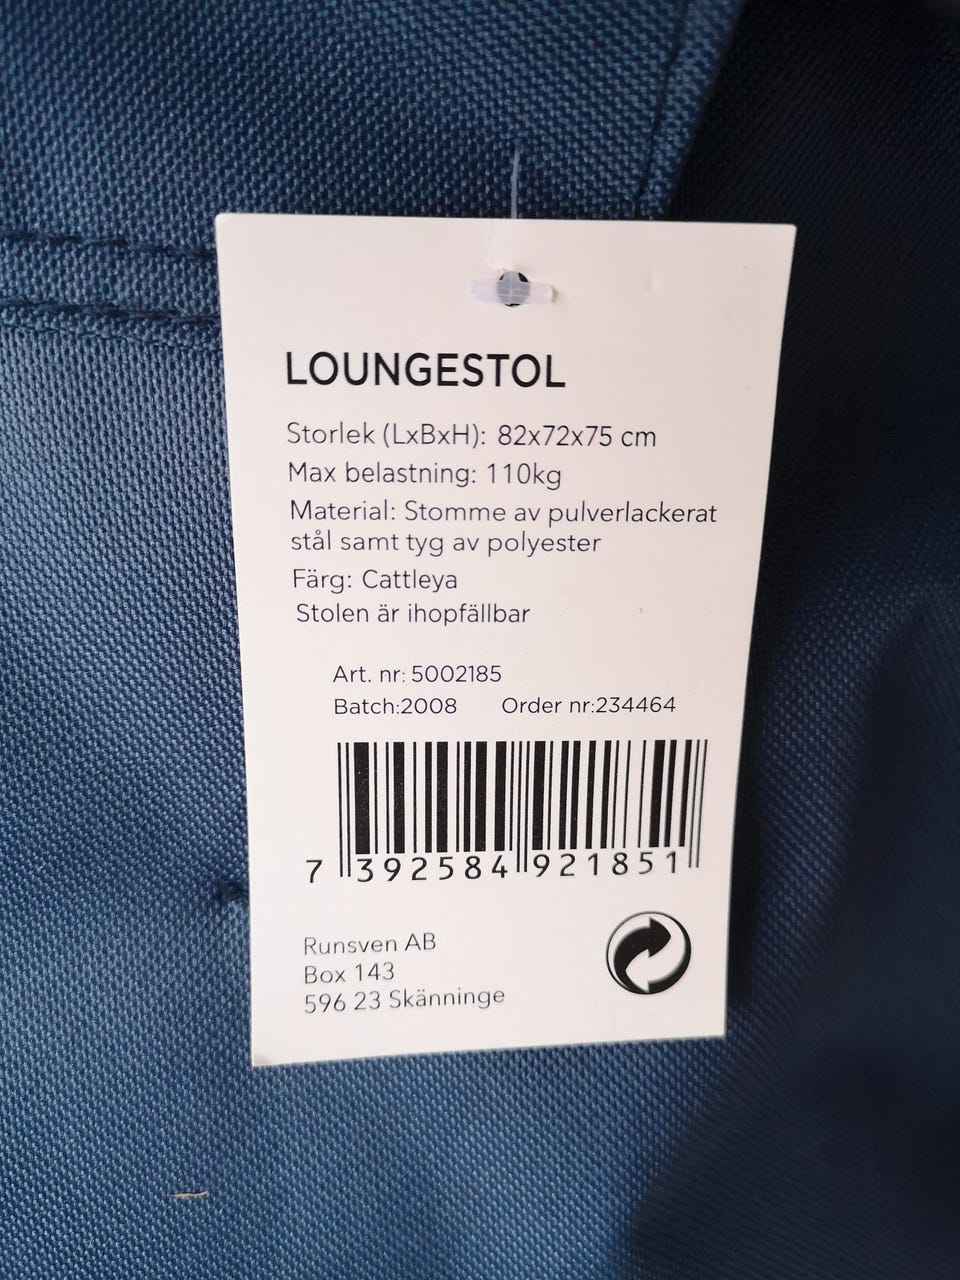 LOUNGESTOL
Storlek (LxBxH): 82x72x75 cm
Max belastning: 110kg
Material: Stomme av pulverlackerat
stål samt tyg av polyester
Färg: Cattleya
Stolen är ihopfällbar
Art. nr: 5002185
Batch:2008 Order nr:234464
7 392584 921851
Runsven AB
Box 143
596 23 Skänninge